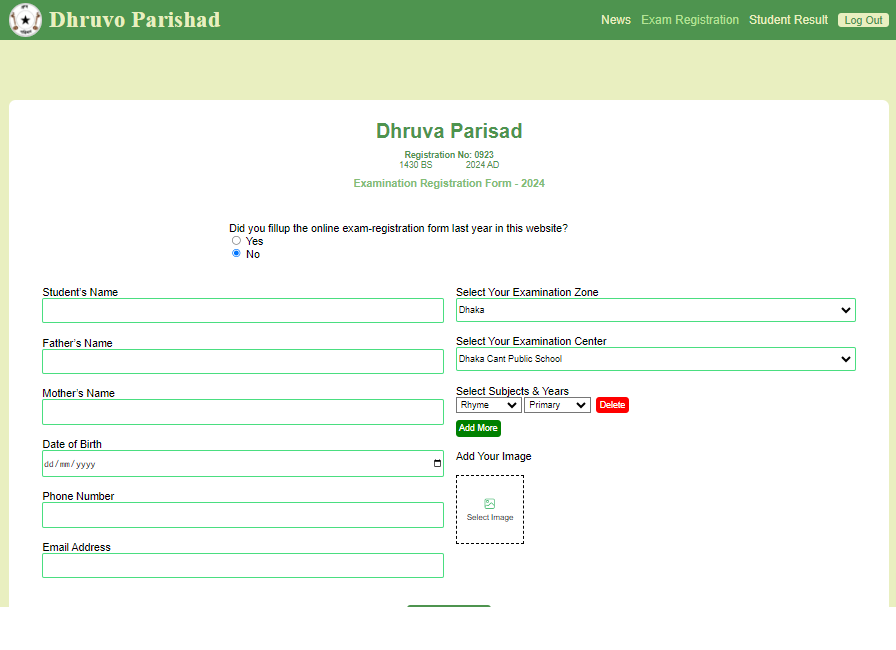 Dhruvo Parishad
News Exam Registration Student Result Log Out
Dhruva Parisad
Registration No: 0923
1430 BS 2024 AD
Examination Registration Form - 2024
Did you fillup the online exam-registration form last year in this website?
Yes
No
Student's Name
Father's Name
Mother's Name
Date of Birth
dd/mm/yyyy
Phone Number
Email Address
Select Your Examination Zone
Dhaka
Select Your Examination Center
Dhaka Cant Public School
Select Subjects & Years
Rhyme Primary Delete
Add More
Add Your Image
Select Image